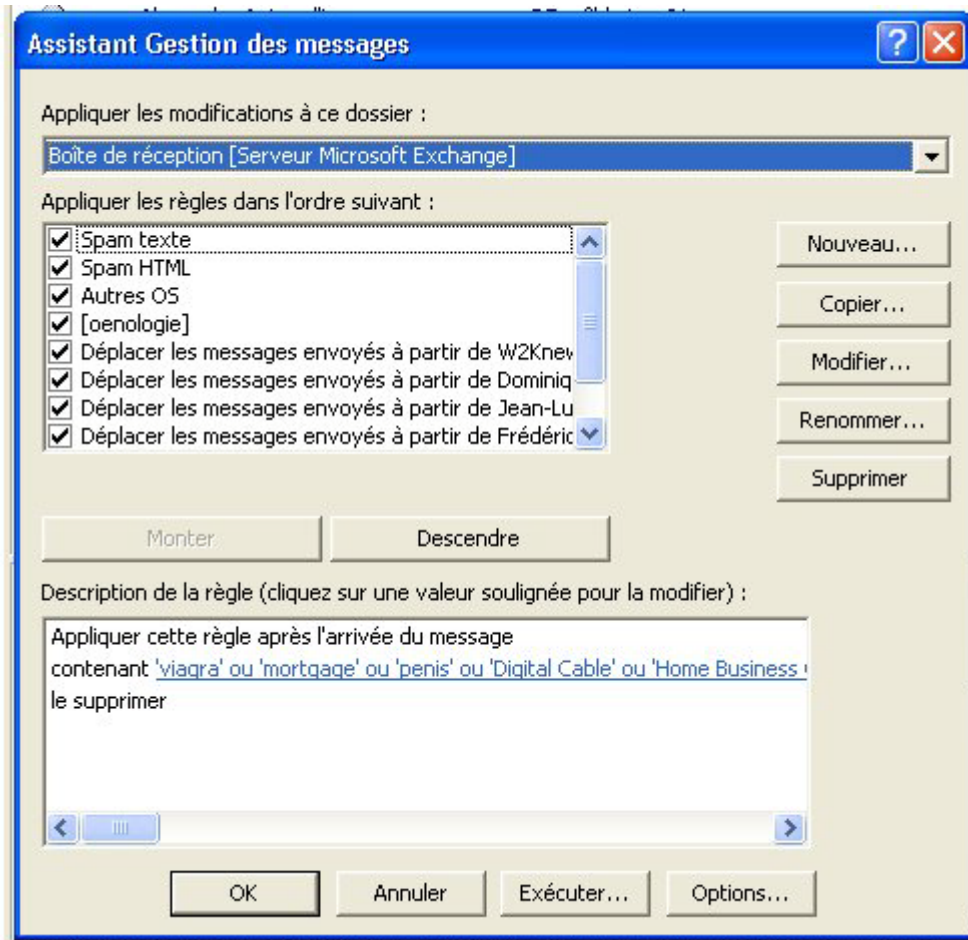 Assistant Gestion des messages
Appliquer les modifications à ce dossier :
Boîte de réception [Serveur Microsoft Exchange]
Appliquer les règles dans l'ordre suivant :
Spam texte
Spam HTML
Autres OS
[oenologie]
Déplacer les messages envoyés à partir de W2Knew
Déplacer les messages envoyés à partir de Dominiq
Déplacer les messages envoyés à partir de Jean-Lu
Déplacer les messages envoyés à partir de Frédéric
Nouveau...
Copier...
Modifier...
Renommer...
Supprimer
Monter
Descendre
Description de la règle (cliquez sur une valeur soulignée pour la modifier) :
Appliquer cette règle après l'arrivée du message
contenant 'viagra' ou 'mortgage' ou 'penis' ou 'Digital Cable' ou 'Home Business
le supprimer
OK
Annuler
Exécuter...
Options...